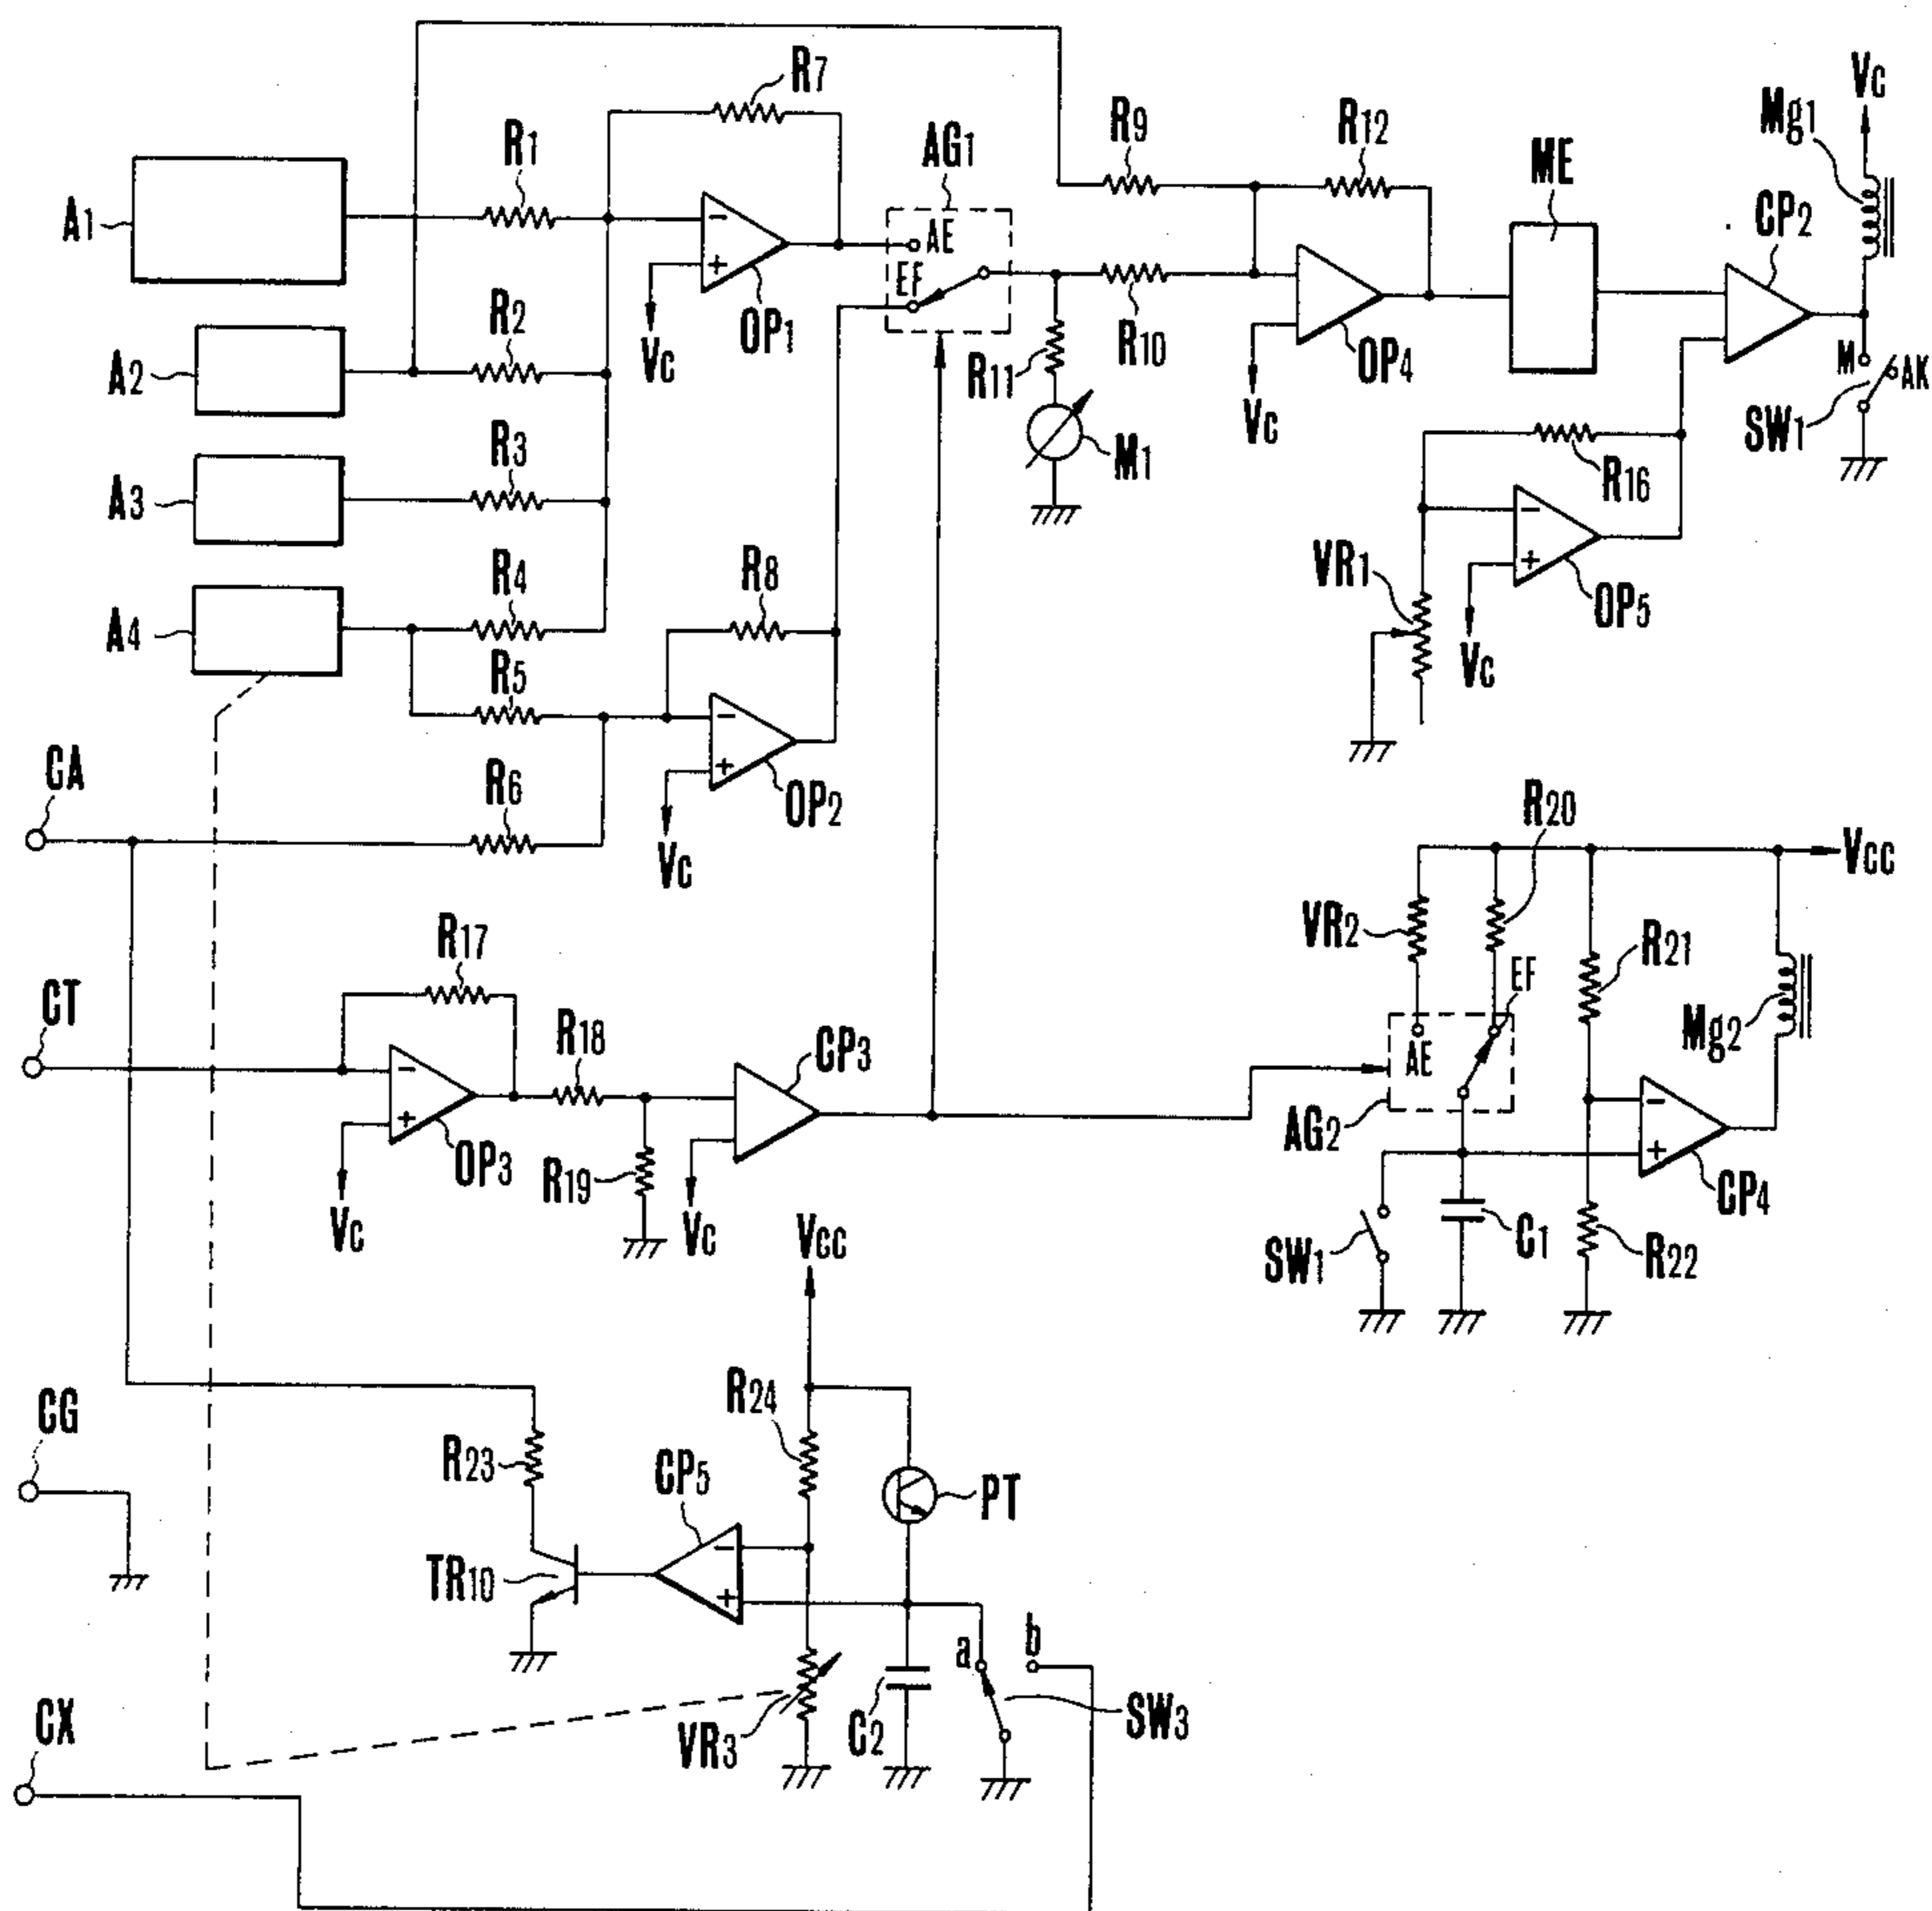 R7
R1
AG1
R9
R12
ME
Mg1
Vc
CP2
A1
-
+
OP1
Vc
AE
EF
R2
A2
R11
R10
OP4
Vc
M
AK
SW1
R3
A3
M1
R16
R4
A4
R8
VR1
-
+
OP5
Vc
R5
-
+
OP2
Vc
CA
R6
R20
Vcc
VR2
R21
EF
Mg2
R17
CT
R18
CP3
-
+
OP3
Vc
R19
Vc
AE
AG2
-
+
CP4
SW1
C1
R22
Vcc
CG
R24
R23
CP5
PT
-
+
TR10
a
b
SW3
CX
VR3
C2